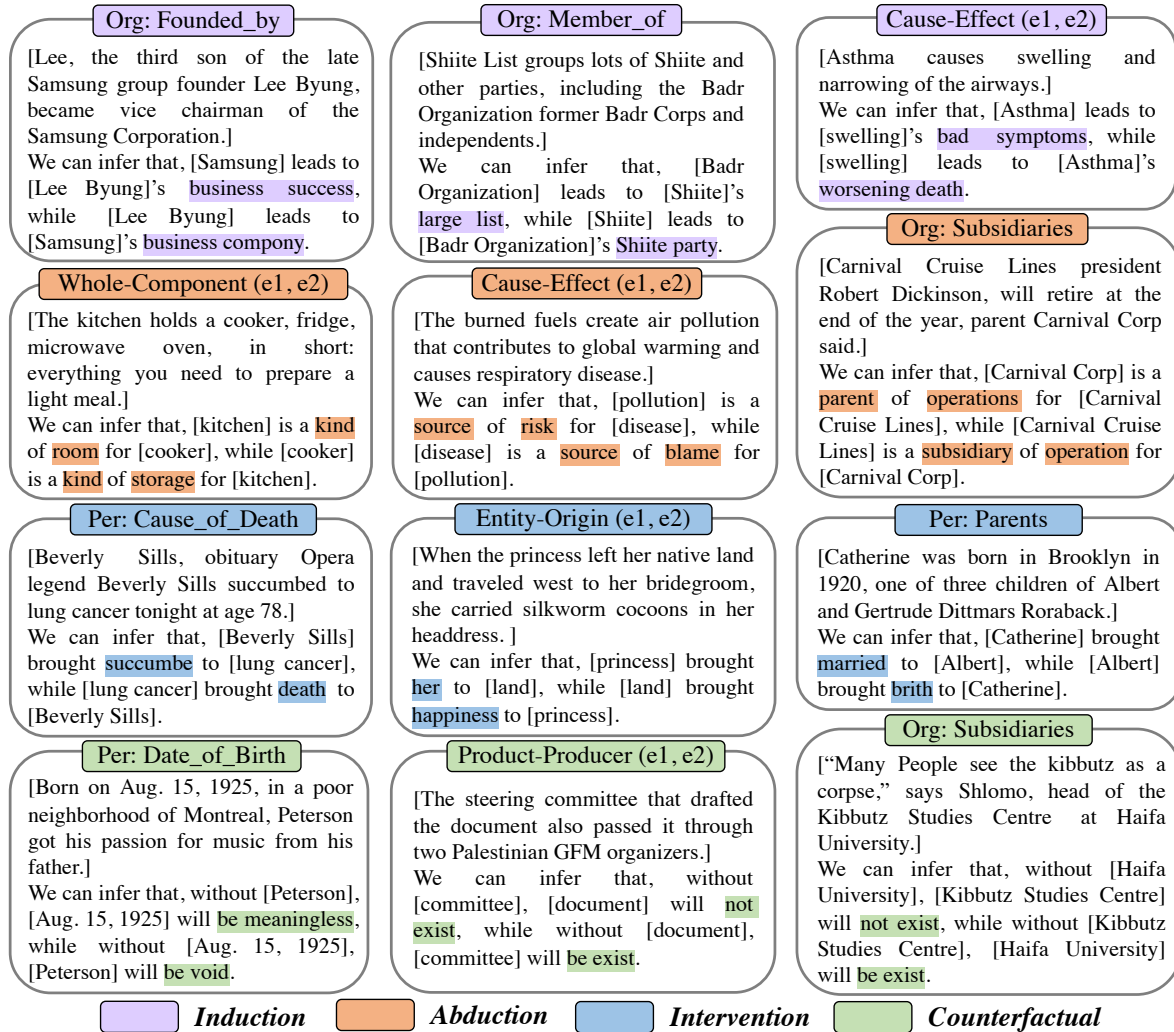 Org: Founded_by
[Lee, the third son of the late
Samsung group founder Lee Byung,
became vice chairman of the
Samsung Corporation.]
We can infer that, [Samsung] leads to
[Lee Byung]'s business success,
while [Lee Byung] leads to
[Samsung]'s business compony.
Org: Member_of
[Shiite List groups lots of Shiite and
other parties, including the Badr
Organization former Badr Corps and
independents.]
We can infer that, [Badr
Organization] leads to [Shiite]'s
large list, while [Shiite] leads to
[Badr Organization]'s Shiite party.
Cause-Effect (e1, e2)
[Asthma causes swelling and
narrowing of the airways.]
We can infer that, [Asthma] leads to
[swelling]'s bad symptoms, while
[swelling] leads to [Asthma]'s
worsening death.
Whole-Component (e1, e2)
[The kitchen holds a cooker, fridge,
microwave oven, in short:
everything you need to prepare a
light meal.]
We can infer that, [kitchen] is a kind
of room for [cooker], while [cooker]
is a kind of storage for [kitchen].
Cause-Effect (e1, e2)
[The burned fuels create air pollution
that contributes to global warming and
causes respiratory disease.]
We can infer that, [pollution] is a
source of risk for [disease], while
[disease] is a source of blame for
[pollution].
Org: Subsidiaries
[Carnival Cruise Lines president
Robert Dickinson, will retire at the
end of the year, parent Carnival Corp
said.]
We can infer that, [Carnival Corp] is a
parent of operations for [Carnival
Cruise Lines], while [Carnival Cruise
Lines] is a subsidiary of operation for
[Carnival Corp].
Per: Cause_of_Death
[Beverly Sills, obituary Opera
legend Beverly Sills succumbed to
lung cancer tonight at age 78.]
We can infer that, [Beverly Sills]
brought succumbe to [lung cancer],
while [lung cancer] brought death to
[Beverly Sills].
Entity-Origin (e1, e2)
[When the princess left her native land
and traveled west to her bridegroom,
she carried silkworm cocoons in her
headdress. ]
We can infer that, [princess] brought
her to [land], while [land] brought
happiness to [princess].
Per: Parents
[Catherine was born in Brooklyn in
1920, one of three children of Albert
and Gertrude Dittmars Roraback.]
We can infer that, [Catherine] brought
married to [Albert], while [Albert]
brought brith to [Catherine].
Per: Date_of_Birth
[Born on Aug. 15, 1925, in a poor
neighborhood of Montreal, Peterson
got his passion for music from his
father.]
We can infer that, without [Peterson],
[Aug. 15, 1925] will be meaningless,
while without [Aug. 15, 1925],
[Peterson] will be void.
Product-Producer (e1, e2)
[The steering committee that drafted
the document also passed it through
two Palestinian GFM organizers.]
We can infer that, without
[committee], [document] will not
exist, while without [document],
[committee] will be exist.
Org: Subsidiaries
[“Many People see the kibbutz as a
corpse,” says Shlomo, head of the
Kibbutz Studies Centre at Haifa
University.]
We can infer that, without [Haifa
University], [Kibbutz Studies Centre]
will not exist, while without [Kibbutz
Studies Centre], [Haifa University]
will be exist.
Induction
Abduction
Intervention
Counterfactual